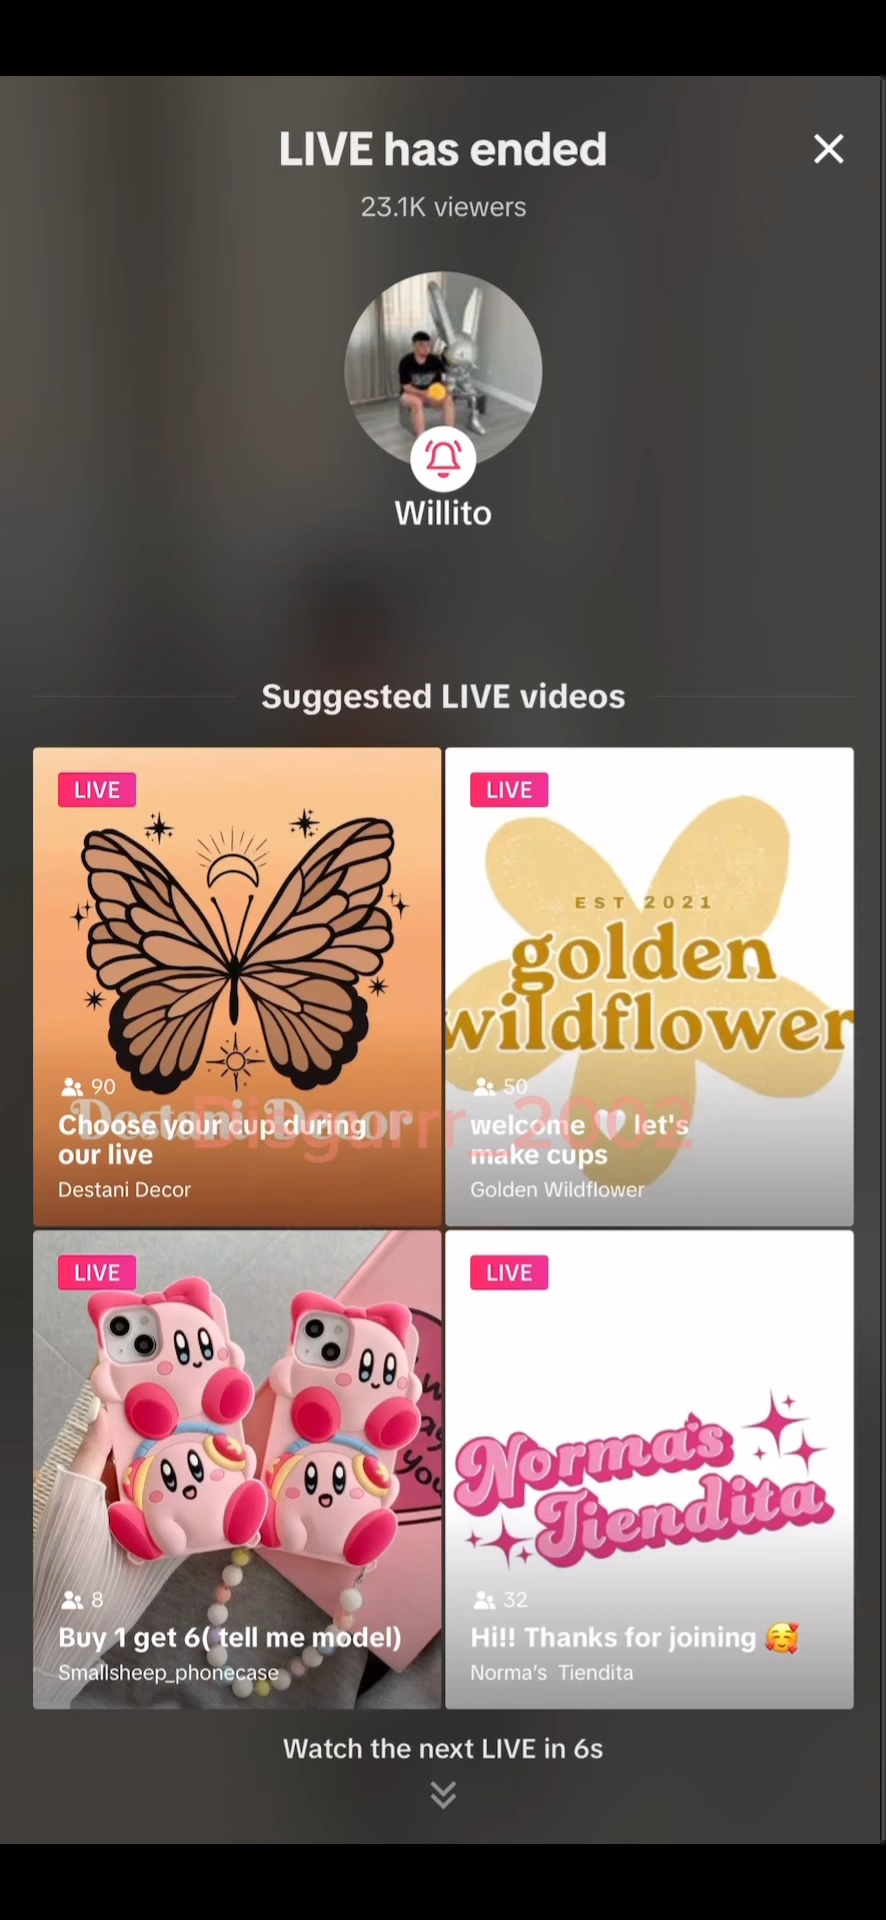 LIVE has ended
23.1K viewers
Willito
Suggested LIVE videos
LIVE
90
Destani Decor
Choose your cup during
our live
Destani Decor
LIVE
EST 2021
golden
wildflower
50
welcome 🤍 let's
make cups
Golden Wildflower
Disgurrr_2002
LIVE
8
Buy 1 get 6( tell me model)
Smallsheep_phonecase
LIVE
Norma's
Tiendita
32
Hi!! Thanks for joining 🥰
Norma's Tiendita
Watch the next LIVE in 6s